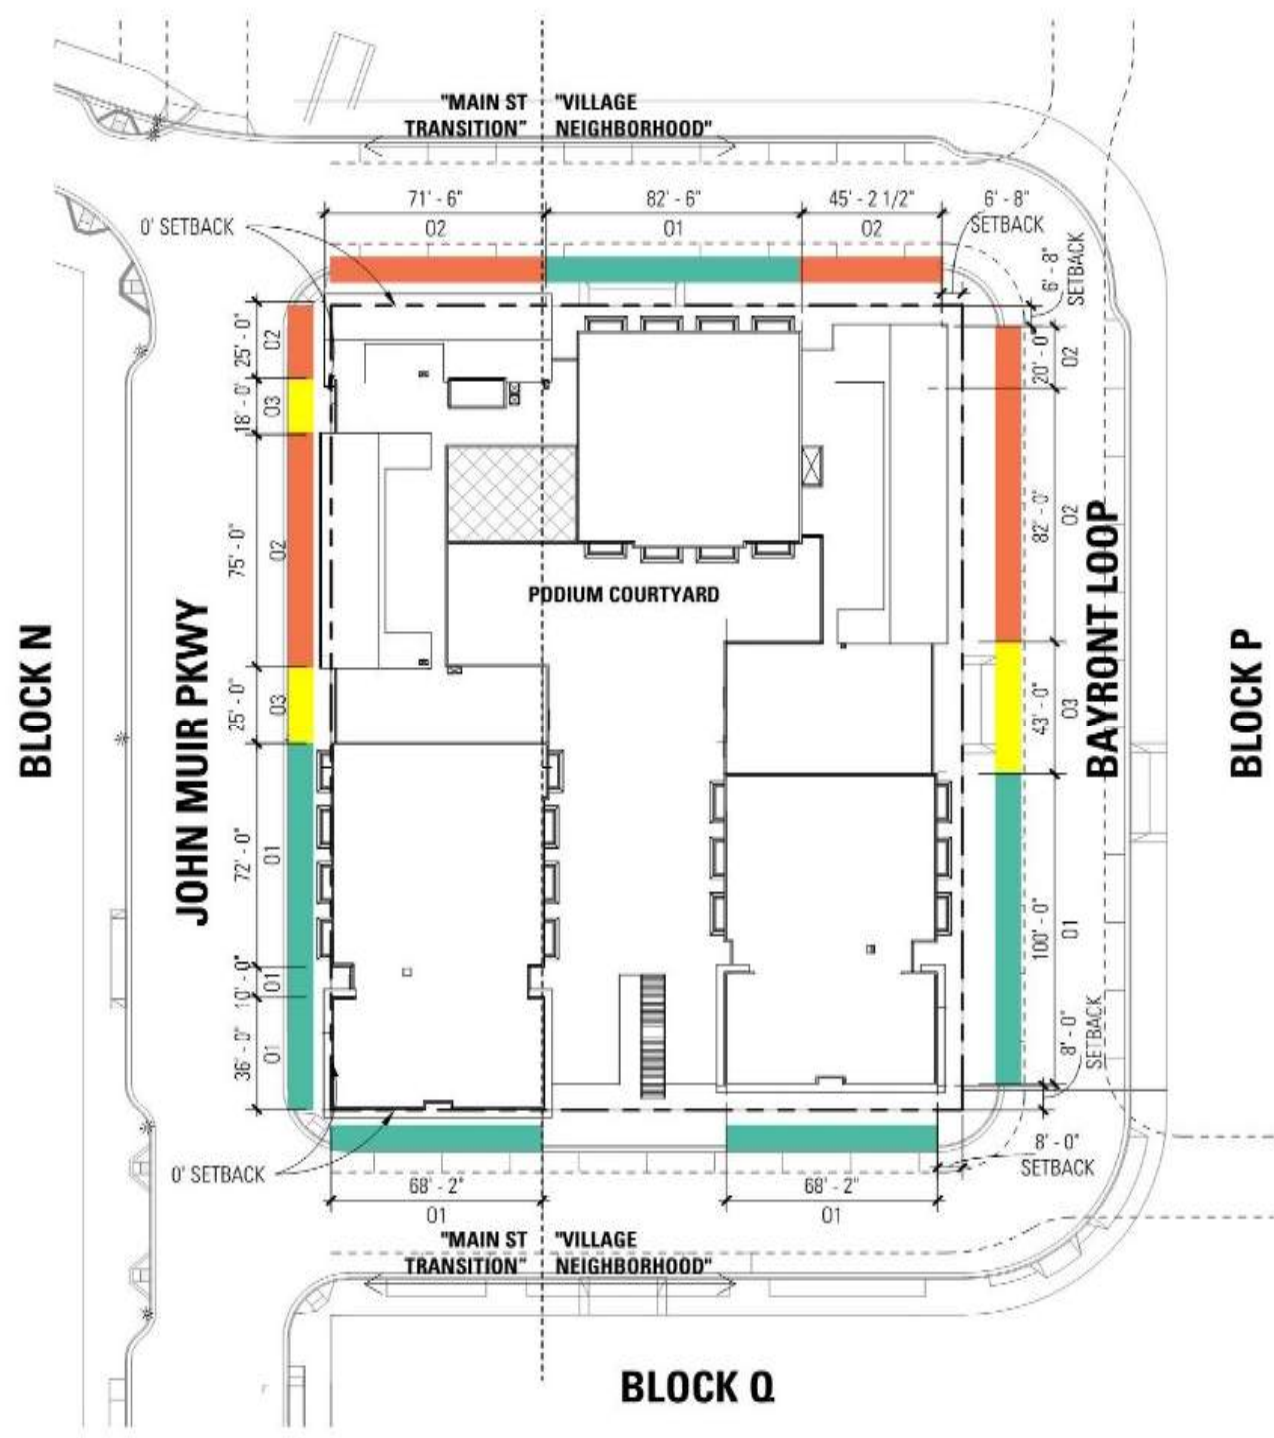 "MAIN ST
TRANSITION"
"VILLAGE
NEIGHBORHOOD"
71' - 6"
82' - 6"
45' - 2 1/2"
6' - 8"
SETBACK
02
01
02
0' SETBACK
6' - 8"
SETBACK
25' - 0"
02
18' - 0"
03
75' - 0"
02
25' - 0"
03
72' - 0"
01
10' - 0"
01
36' - 0"
01
20' - 0"
02
82' - 0"
02
43' - 0"
03
100' - 0"
01
8' - 0"
SETBACK
PODIUM COURTYARD
BLOCK N
JOHN MUIR PKWY
BAYRONT LOOP
BLOCK P
0' SETBACK
8' - 0"
SETBACK
68' - 2"
01
68' - 2"
01
"MAIN ST
TRANSITION"
"VILLAGE
NEIGHBORHOOD"
BLOCK Q